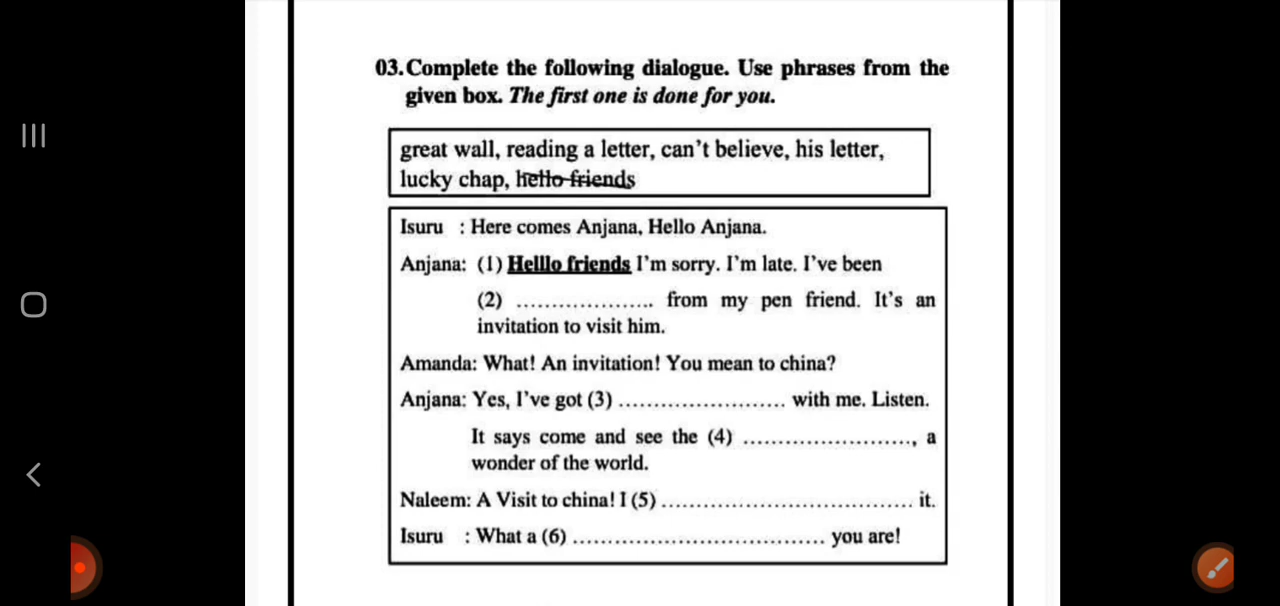 03. Complete the following dialogue. Use phrases from the
given box. The first one is done for you.
great wall, reading a letter, can't believe, his letter,
lucky chap, hello friends
Isuru : Here comes Anjana, Hello Anjana.
Anjana: (1) Helllo friends I'm sorry. I'm late. I've been
(2) .................... from my pen friend. It's an
invitation to visit him.
Amanda: What! An invitation! You mean to china?
Anjana: Yes, I've got (3) ........................ with me. Listen.
It says come and see the (4) ........................, a
wonder of the world.
Naleem: A Visit to china! I (5) .................................... it.
Isuru : What a (6) .................................... you are!